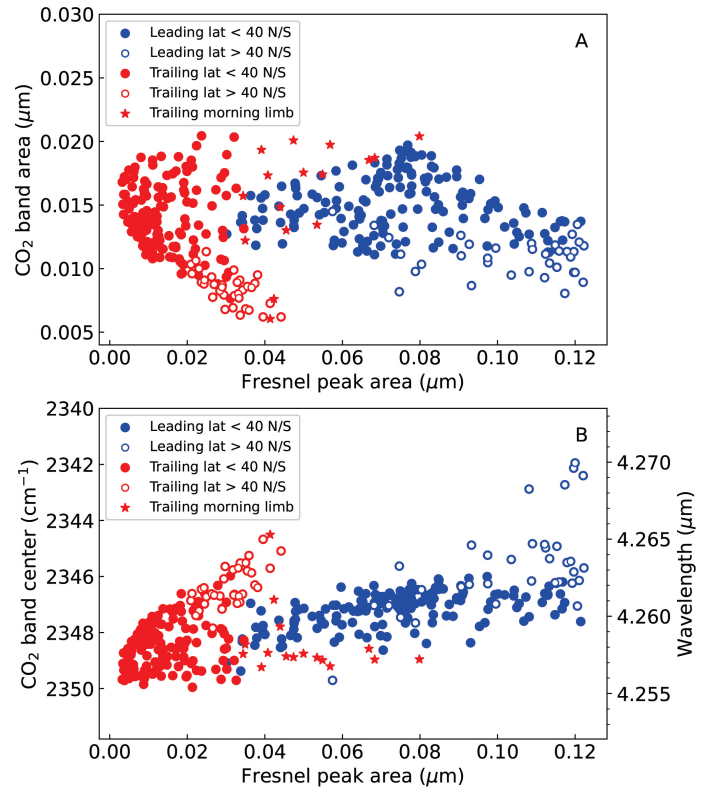 0.030
0.025
0.020
0.015
0.010
0.005
CO₂ band area (μm)
Leading lat < 40 N/S
Leading lat > 40 N/S
Trailing lat < 40 N/S
Trailing lat > 40 N/S
Trailing morning limb
A
0.00 0.02 0.04 0.06 0.08 0.10 0.12
Fresnel peak area (μm)
2340
2342
2344
2346
2348
2350
CO₂ band center (cm⁻¹)
Leading lat < 40 N/S
Leading lat > 40 N/S
Trailing lat < 40 N/S
Trailing lat > 40 N/S
Trailing morning limb
B
4.270
4.265
4.260
4.255
Wavelength (μm)
0.00 0.02 0.04 0.06 0.08 0.10 0.12
Fresnel peak area (μm)